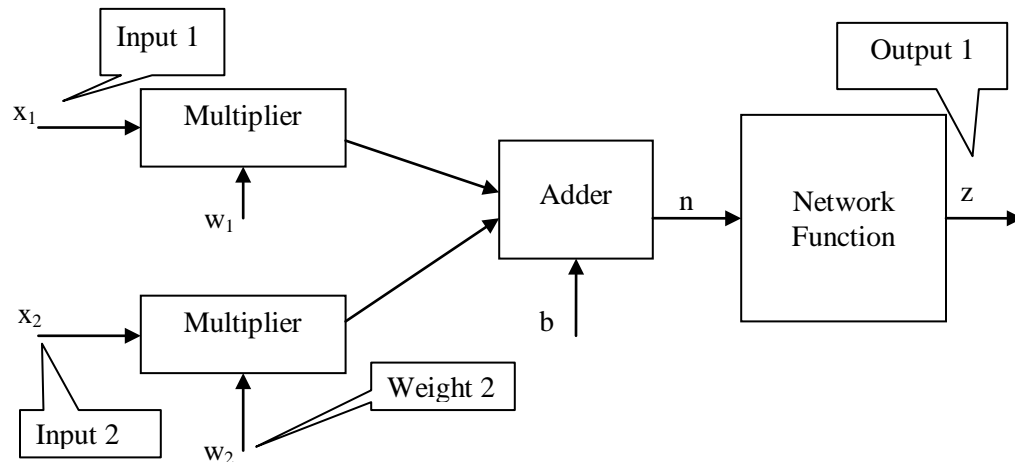 Input 1
Output 1
x₁
Multiplier
w₁
Adder
n
Network
Function
z
x₂
Multiplier
b
Weight 2
Input 2
w₂